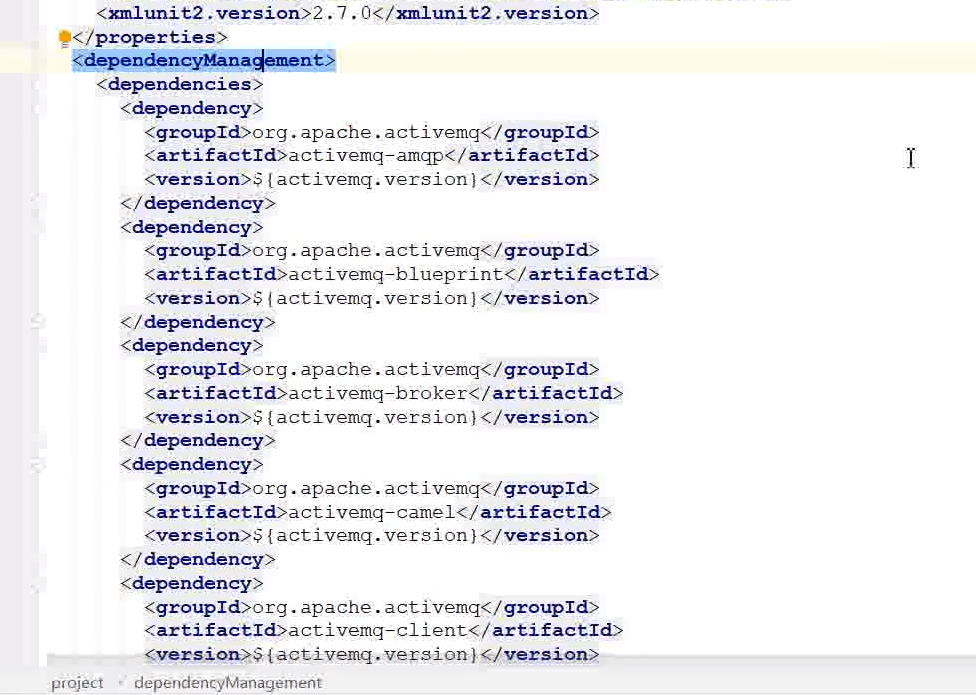 <xmlunit2.version>2.7.0</xmlunit2.version>
</properties>
<dependencyManagement>
<dependencies>
<dependency>
<groupId>org.apache.activemq</groupId>
<artifactId>activemq-amqp</artifactId>
<version>${activemq.version}</version>
</dependency>
<dependency>
<groupId>org.apache.activemq</groupId>
<artifactId>activemq-blueprint</artifactId>
<version>${activemq.version}</version>
</dependency>
<dependency>
<groupId>org.apache.activemq</groupId>
<artifactId>activemq-broker</artifactId>
<version>${activemq.version}</version>
</dependency>
<dependency>
<groupId>org.apache.activemq</groupId>
<artifactId>activemq-camel</artifactId>
<version>${activemq.version}</version>
</dependency>
<dependency>
<groupId>org.apache.activemq</groupId>
<artifactId>activemq-client</artifactId>
<version>${activemq.version}</version>
project › dependencyManagement